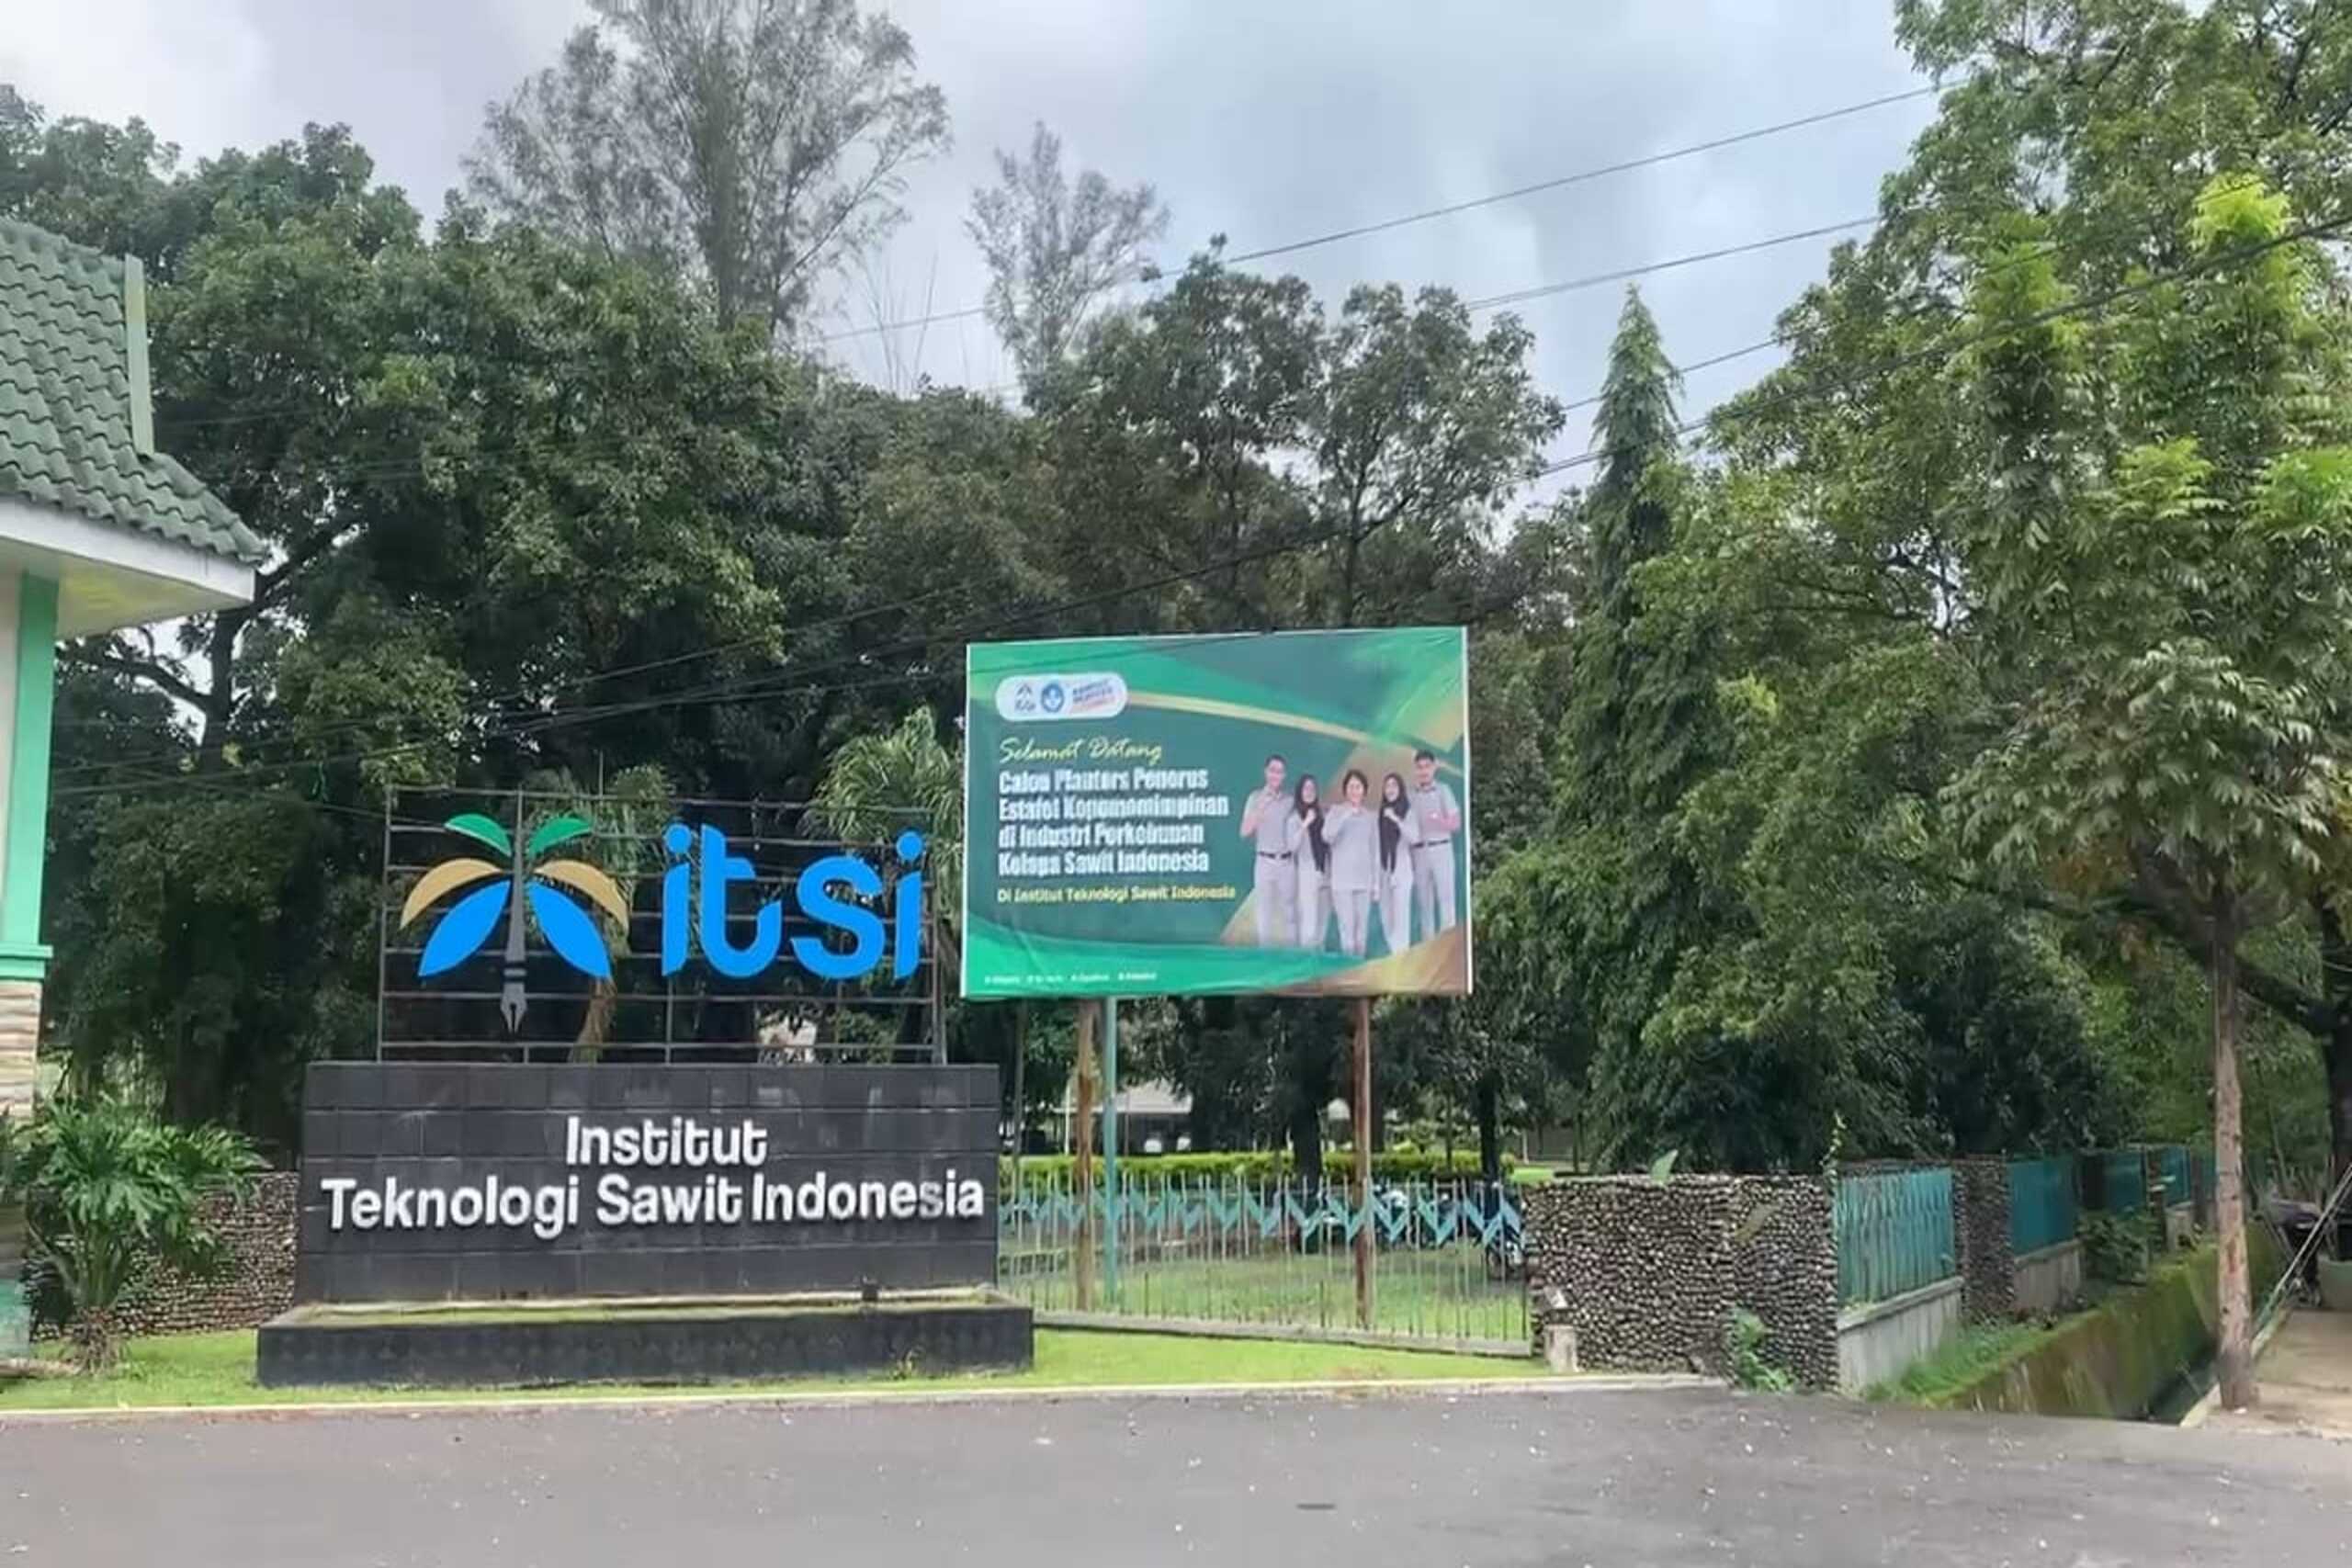 itsi
Institut
Teknologi Sawit Indonesia
Selamat Datang
Calon Planters Penerus
Estafet Kepemimpinan
di Industri Perkebunan
Kelapa Sawit Indonesia
Di Institut Teknologi Sawit Indonesia